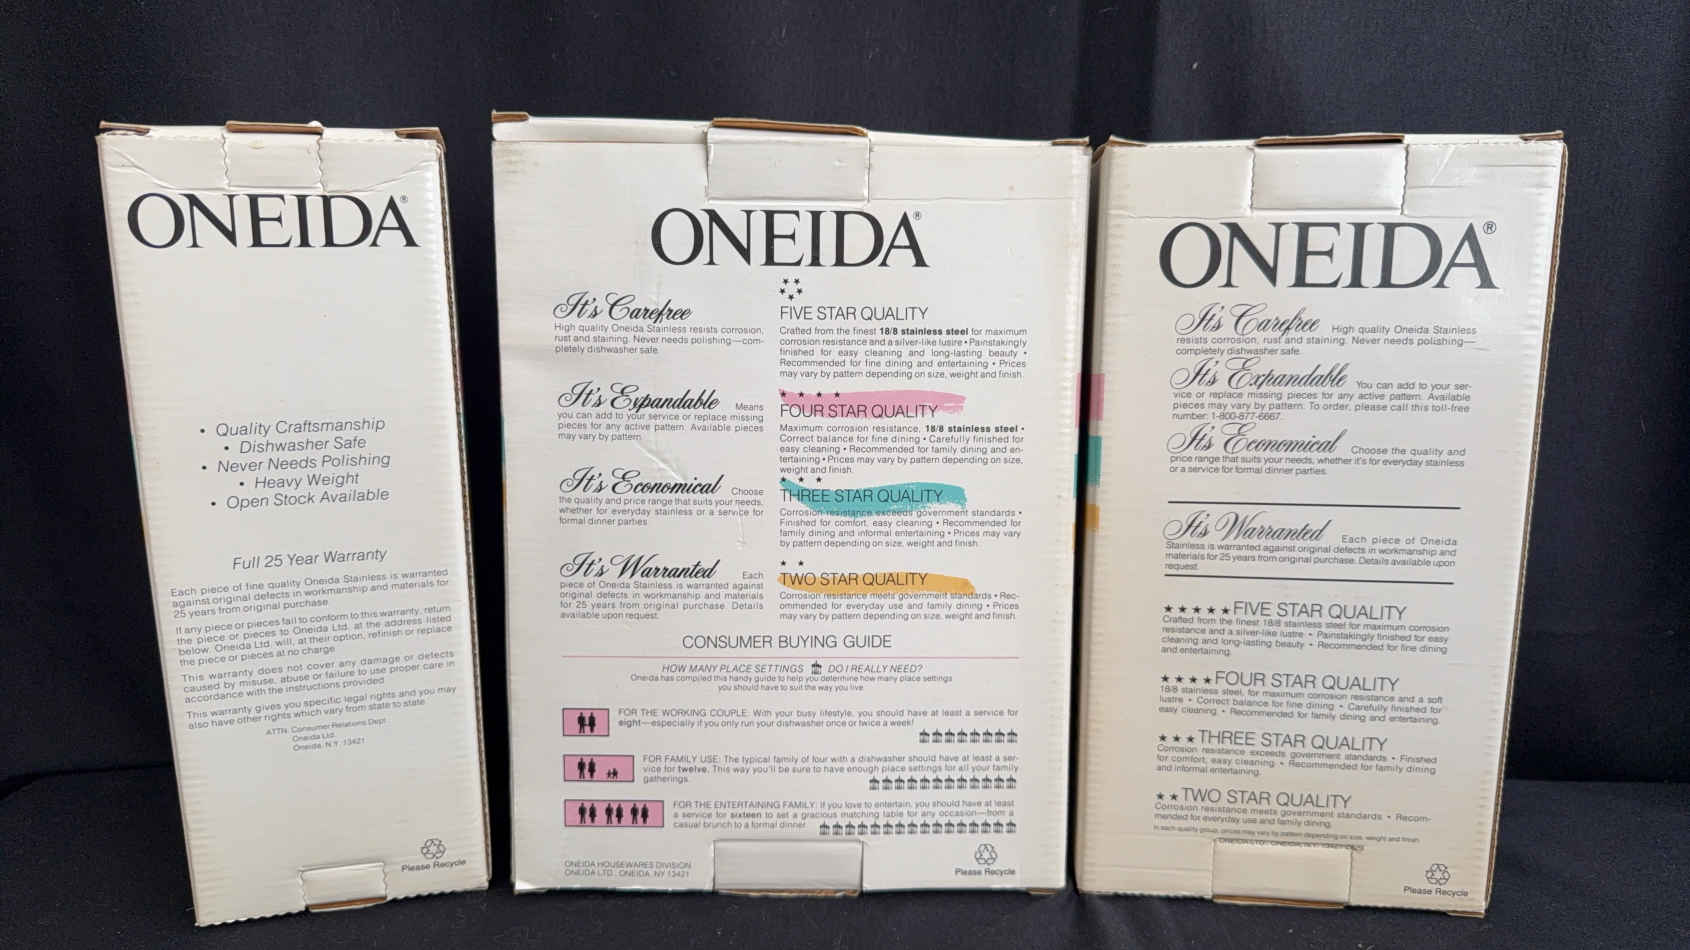 ONEIDA®
• Quality Craftsmanship
• Dishwasher Safe
• Never Needs Polishing
• Heavy Weight
• Open Stock Available
Full 25 Year Warranty
Each piece of fine quality Oneida Stainless is warranted
against original defects in workmanship and materials for
25 years from original purchase.
If any piece or pieces fail to conform to this warranty, return
the piece or pieces to Oneida Ltd. at the address listed
below. Oneida Ltd. will, at their option, refinish or replace
the piece or pieces at no charge.
This warranty does not cover any damage or defects
caused by misuse, abuse or failure to use proper care in
accordance with the instructions provided.
This warranty gives you specific legal rights and you may
also have other rights which vary from state to state.
ATTN: Consumer Relations Dept.
Oneida Ltd.
Oneida, N.Y. 13421
Please Recycle
ONEIDA®
It's Carefree
High quality Oneida Stainless resists corrosion,
rust and staining. Never needs polishing—com-
pletely dishwasher safe.
It's Expandable Means
you can add to your service or replace missing
pieces for any active pattern. Available pieces
may vary by pattern.
It's Economical Choose
the quality and price range that suits your needs,
whether for everyday stainless or a service for
formal dinner parties.
It's Warranted Each
piece of Oneida Stainless is warranted against
original defects in workmanship and materials
for 25 years from original purchase. Details
available upon request.
★★★★★
FIVE STAR QUALITY
Crafted from the finest 18/8 stainless steel for maximum
corrosion resistance and a silver-like lustre • Painstakingly
finished for easy cleaning and long-lasting beauty •
Recommended for fine dining and entertaining • Prices
may vary by pattern depending on size, weight and finish.
★ ★ ★ ★
FOUR STAR QUALITY
Maximum corrosion resistance, 18/8 stainless steel •
Correct balance for fine dining • Carefully finished for
easy cleaning • Recommended for family dining and en-
tertaining • Prices may vary by pattern depending on size,
weight and finish.
★ ★ ★
THREE STAR QUALITY
Corrosion resistance exceeds government standards •
Finished for comfort, easy cleaning • Recommended for
family dining and informal entertaining • Prices may vary
by pattern depending on size, weight and finish.
★ ★
TWO STAR QUALITY
Corrosion resistance meets government standards • Rec-
ommended for everyday use and family dining • Prices
may vary by pattern depending on size, weight and finish.
CONSUMER BUYING GUIDE
HOW MANY PLACE SETTINGS DO I REALLY NEED?
Oneida has compiled this handy guide to help you determine how many place settings
you should have to suit the way you live.
FOR THE WORKING COUPLE: With your busy lifestyle, you should have at least a service for
eight—especially if you only run your dishwasher once or twice a week!
FOR FAMILY USE: The typical family of four with a dishwasher should have at least a ser-
vice for twelve. This way you'll be sure to have enough place settings for all your family
gatherings.
FOR THE ENTERTAINING FAMILY: If you love to entertain, you should have at least
a service for sixteen to set a gracious matching table for any occasion—from a
casual brunch to a formal dinner.
ONEIDA HOUSEWARES DIVISION
ONEIDA LTD., ONEIDA, NY 13421
Please Recycle
ONEIDA®
It's Carefree High quality Oneida Stainless
resists corrosion, rust and staining. Never needs polishing—
completely dishwasher safe.
It's Expandable You can add to your ser-
vice or replace missing pieces for any active pattern. Available
pieces may vary by pattern. To order, please call this toll-free
number: 1-800-877-6667.
It's Economical Choose the quality and
price range that suits your needs, whether it's for everyday stainless
or a service for formal dinner parties.
It's Warranted Each piece of Oneida
Stainless is warranted against original defects in workmanship and
materials for 25 years from original purchase. Details available upon
request.
★★★★★FIVE STAR QUALITY
Crafted from the finest 18/8 stainless steel for maximum corrosion
resistance and a silver-like lustre • Painstakingly finished for easy
cleaning and long-lasting beauty • Recommended for fine dining
and entertaining.
★★★★FOUR STAR QUALITY
18/8 stainless steel, for maximum corrosion resistance and a soft
lustre • Correct balance for fine dining • Carefully finished for
easy cleaning • Recommended for family dining and entertaining.
★★★THREE STAR QUALITY
Corrosion resistance exceeds government standards • Finished
for comfort, easy cleaning • Recommended for family dining
and informal entertaining.
★★TWO STAR QUALITY
Corrosion resistance meets government standards • Recom-
mended for everyday use and family dining.
In each quality group, prices may vary by pattern depending on size, weight and finish.
ONEIDA LTD., ONEIDA, N.Y. 13421
Please Recycle